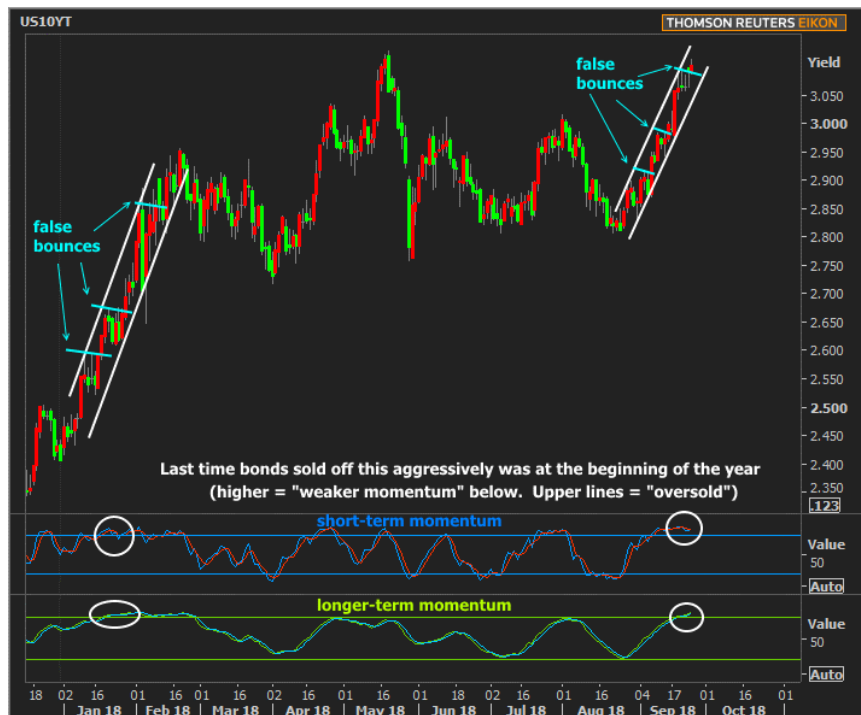 US10YT
THOMSON REUTERS EIKON
Yield
false
bounces
false
bounces
3.050
3.000
2.950
2.900
2.850
2.800
2.750
2.700
2.650
2.600
2.550
2.500
2.450
2.400
2.350
.123
Last time bonds sold off this aggressively was at the beginning of the year
(higher = "weaker momentum" below. Upper lines = "oversold")
short-term momentum
Value
50
Auto
longer-term momentum
Value
50
Auto
18 02 16 01 16 01 16 02 16 01 16 01 18 02 16 01 16 04 17 01 16 01
Jan 18 Feb 18 Mar 18 Apr 18 May 18 Jun 18 Jul 18 Aug 18 Sep 18 Oct 18